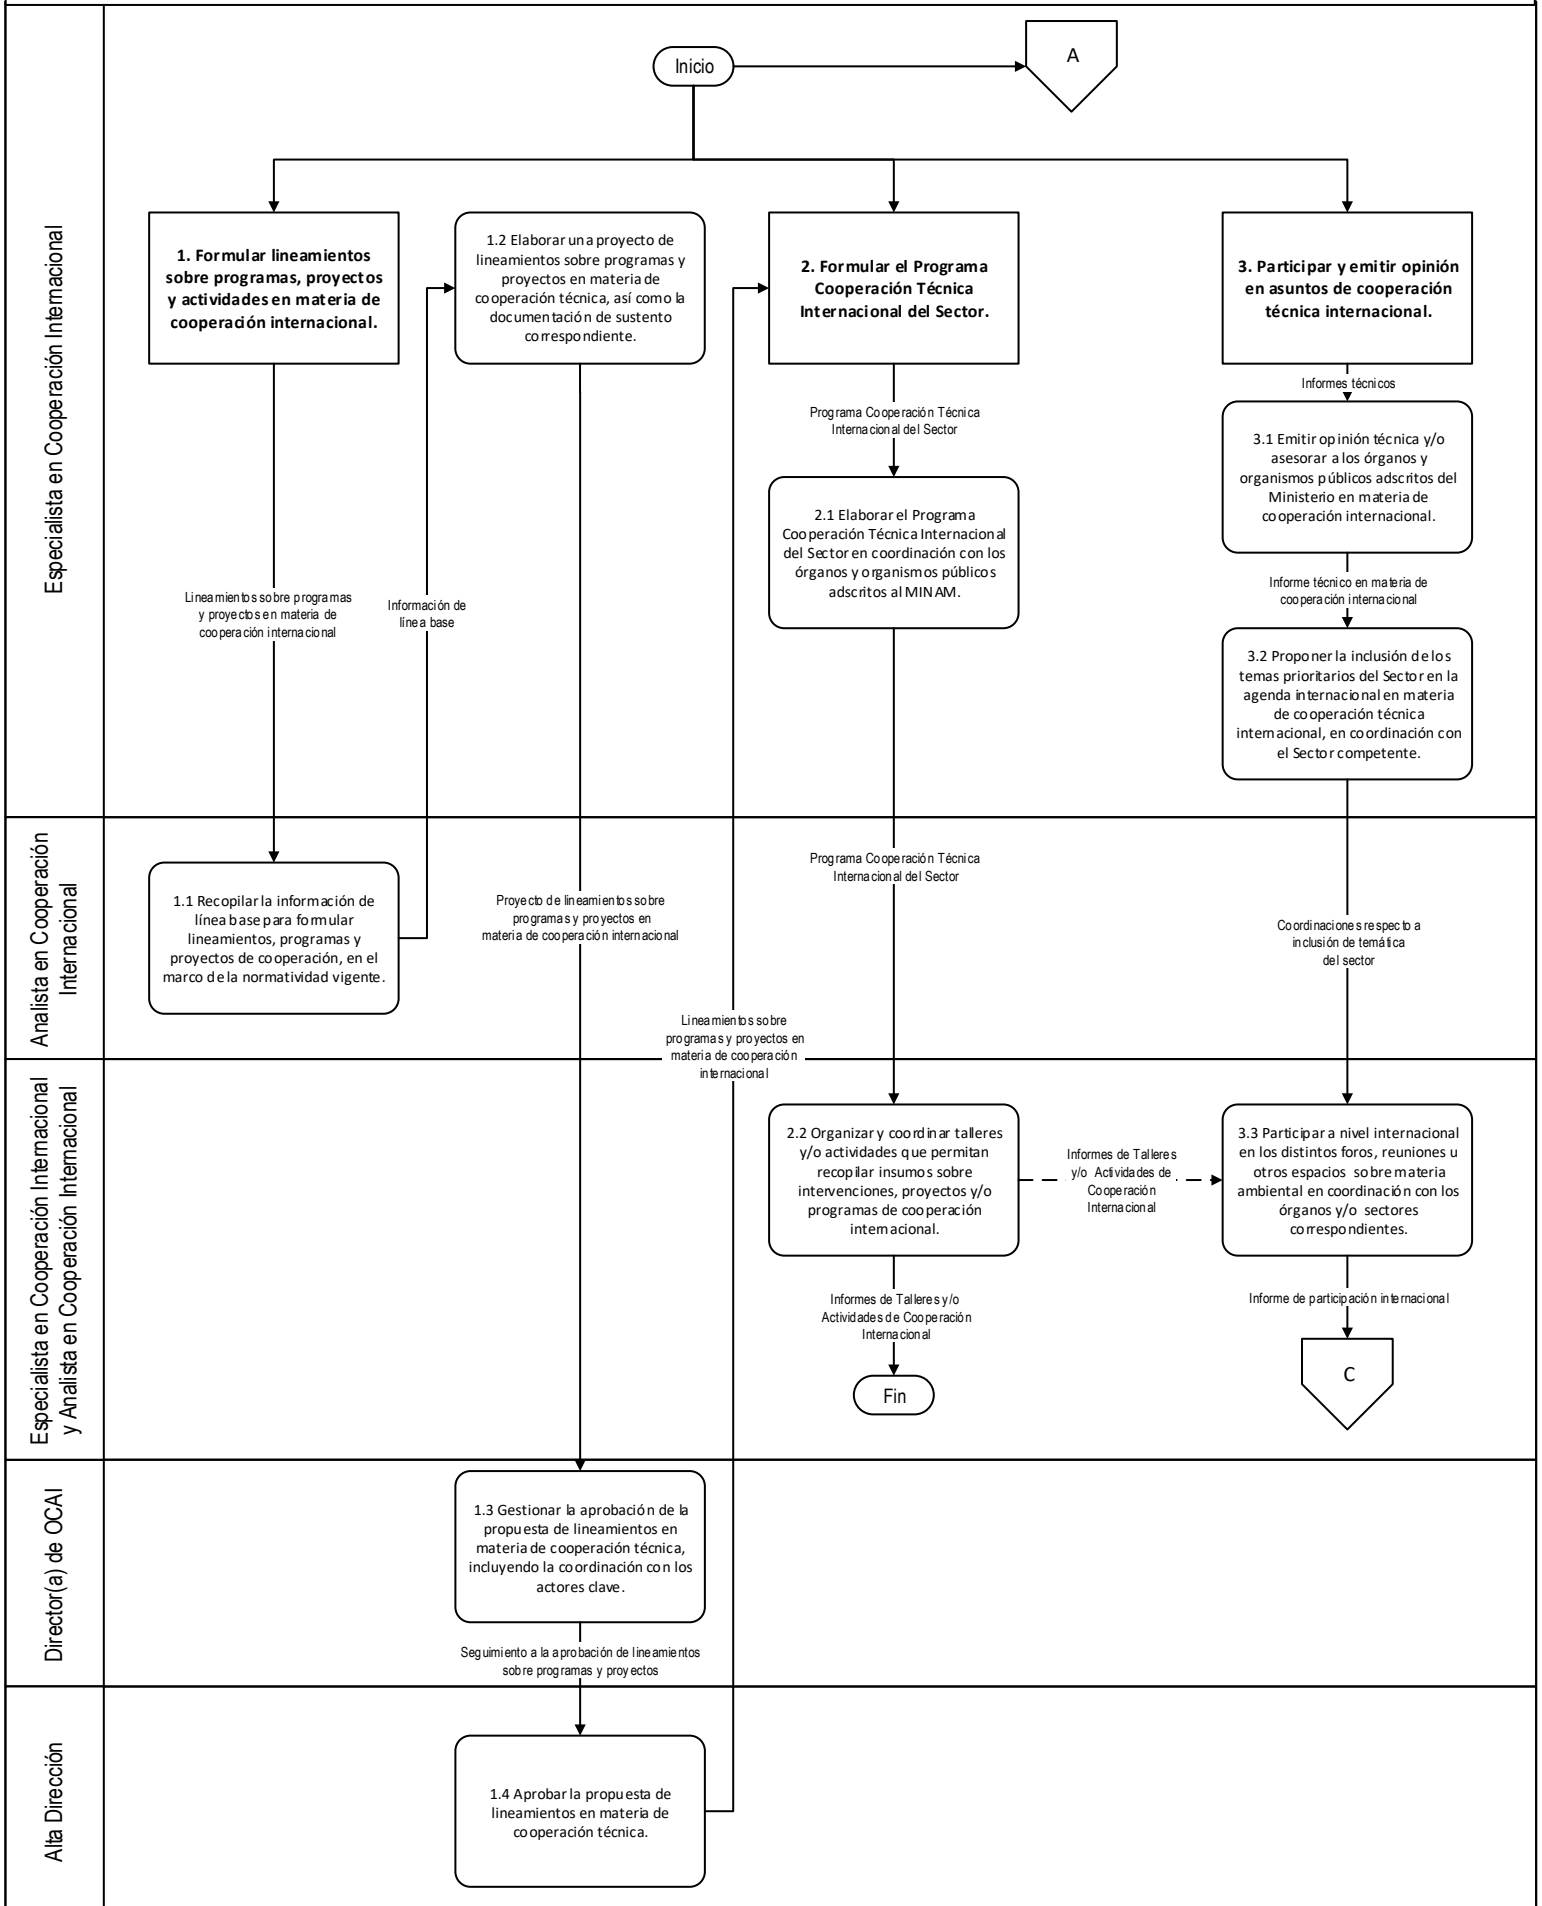 Inicio
A
Especialista en Cooperación Internacional
1. Formular lineamientos
sobre programas, proyectos
y actividades en materia de
cooperación internacional.
1.2 Elaborar una proyecto de
lineamientos sobre programas y
proyectos en materia de
cooperación técnica, así como la
documentación de sustento
correspondiente.
2. Formular el Programa
Cooperación Técnica
Internacional del Sector.
3. Participar y emitir opinión
en asuntos de cooperación
técnica internacional.
Informes técnicos
Programa Cooperación Técnica
Internacional del Sector
3.1 Emitir opinión técnica y/o
asesorar a los órganos y
organismos públicos adscritos del
Ministerio en materia de
cooperación internacional.
2.1 Elaborar el Programa
Cooperación Técnica Internacional
del Sector en coordinación con los
órganos y organismos públicos
adscritos al MINAM.
Lineamientos sobre programas
y proyectos en materia de
cooperación internacional
Información de
línea base
Informe técnico en materia de
cooperación internacional
3.2 Proponer la inclusión de los
temas prioritarios del Sector en la
agenda internacional en materia
de cooperación técnica
internacional, en coordinación con
el Sector competente.
Analista en Cooperación
Internacional
1.1 Recopilar la información de
línea base para formular
lineamientos, programas y
proyectos de cooperación, en el
marco de la normatividad vigente.
Proyecto de lineamientos sobre
programas y proyectos en
materia de cooperación internacional
Programa Cooperación Técnica
Internacional del Sector
Coordinaciones respecto a
inclusión de temática
del sector
Lineamientos sobre
programas y proyectos en
materia de cooperación
internacional
Especialista en Cooperación Internacional
y Analista en Cooperación Internacional
2.2 Organizar y coordinar talleres
y/o actividades que permitan
recopilar insumos sobre
intervenciones, proyectos y/o
programas de cooperación
internacional.
Informes de Talleres
y/o Actividades de
Cooperación
Internacional
3.3 Participar a nivel internacional
en los distintos foros, reuniones u
otros espacios sobre materia
ambiental en coordinación con los
órganos y/o sectores
correspondientes.
Informes de Talleres y/o
Actividades de Cooperación
Internacional
Informe de participación internacional
Fin
C
Director(a) de OCAI
1.3 Gestionar la aprobación de la
propuesta de lineamientos en
materia de cooperación técnica,
incluyendo la coordinación con los
actores clave.
Seguimiento a la aprobación de lineamientos
sobre programas y proyectos
Alta Dirección
1.4 Aprobar la propuesta de
lineamientos en materia de
cooperación técnica.